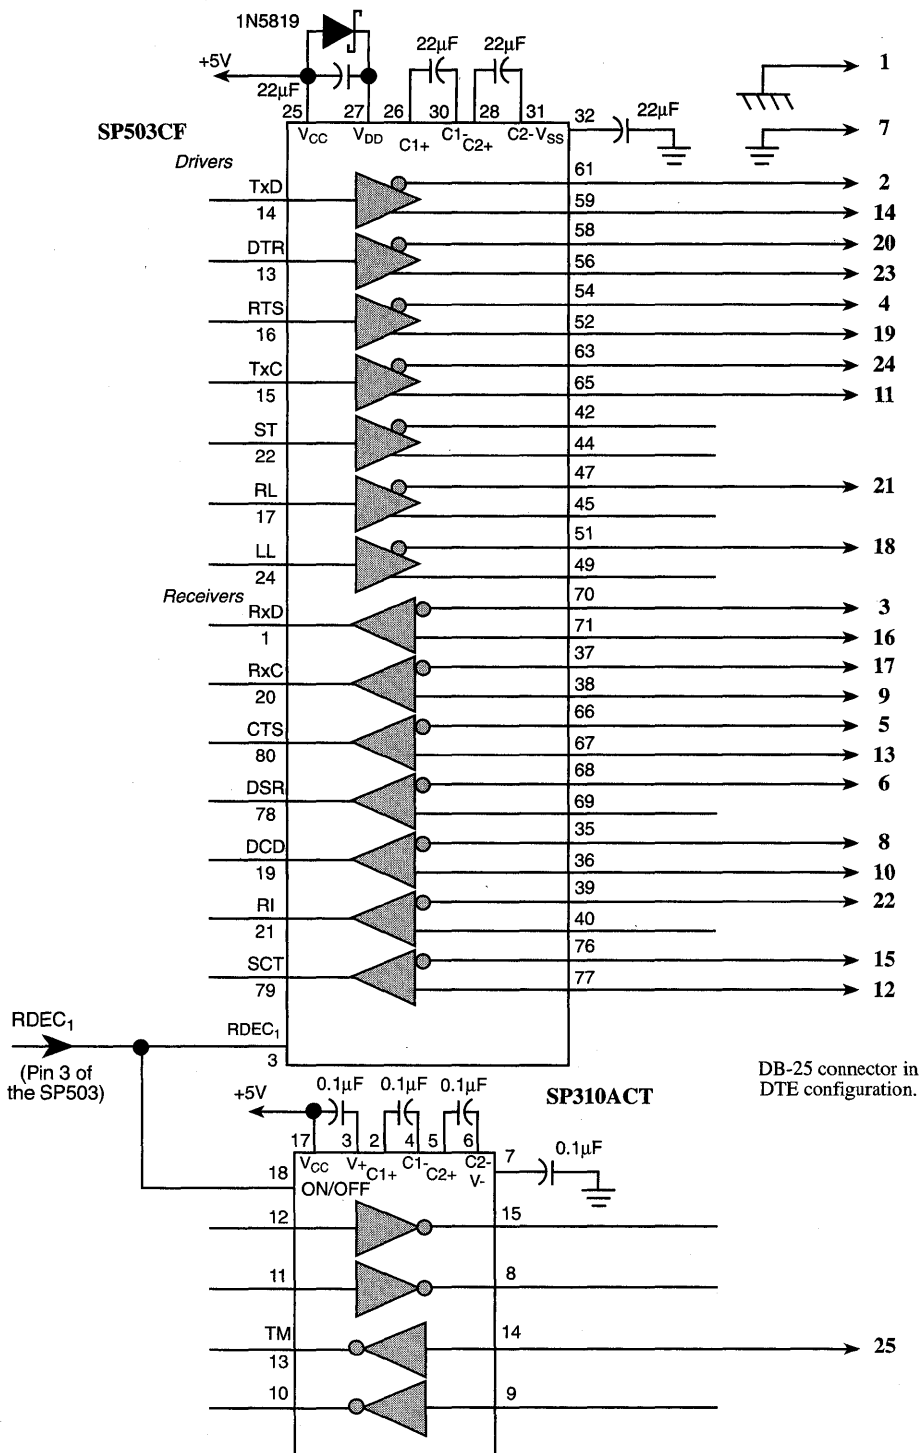 1N5819
22µF 22µF
+5V
22µF
22µF
1
25 27 26 30 28 31 32
SP503CF
VCC VDD C1+ C1- C2+ C2- VSS
7
Drivers
TxD 14 61 2
59 14
DTR 13 58 20
56 23
RTS 16 54 4
52 19
TxC 15 63 24
65 11
ST 22 42
44
RL 17 47 21
45
LL 24 51 18
49
Receivers
RxD 1 70 3
71 16
RxC 20 37 17
38 9
CTS 80 66 5
67 13
DSR 78 68 6
69
DCD 19 35 8
36 10
RI 21 39 22
40
SCT 79 76 15
77 12
RDEC1
RDEC1
3
(Pin 3 of
the SP503)
DB-25 connector in
DTE configuration.
0.1µF 0.1µF 0.1µF
+5V
SP310ACT
17 3 2 4 5 6 7
0.1µF
VCC V+ C1+ C1- C2+ C2- V-
18
ON/OFF
12 15
11 8
TM
13 14 25
10 9